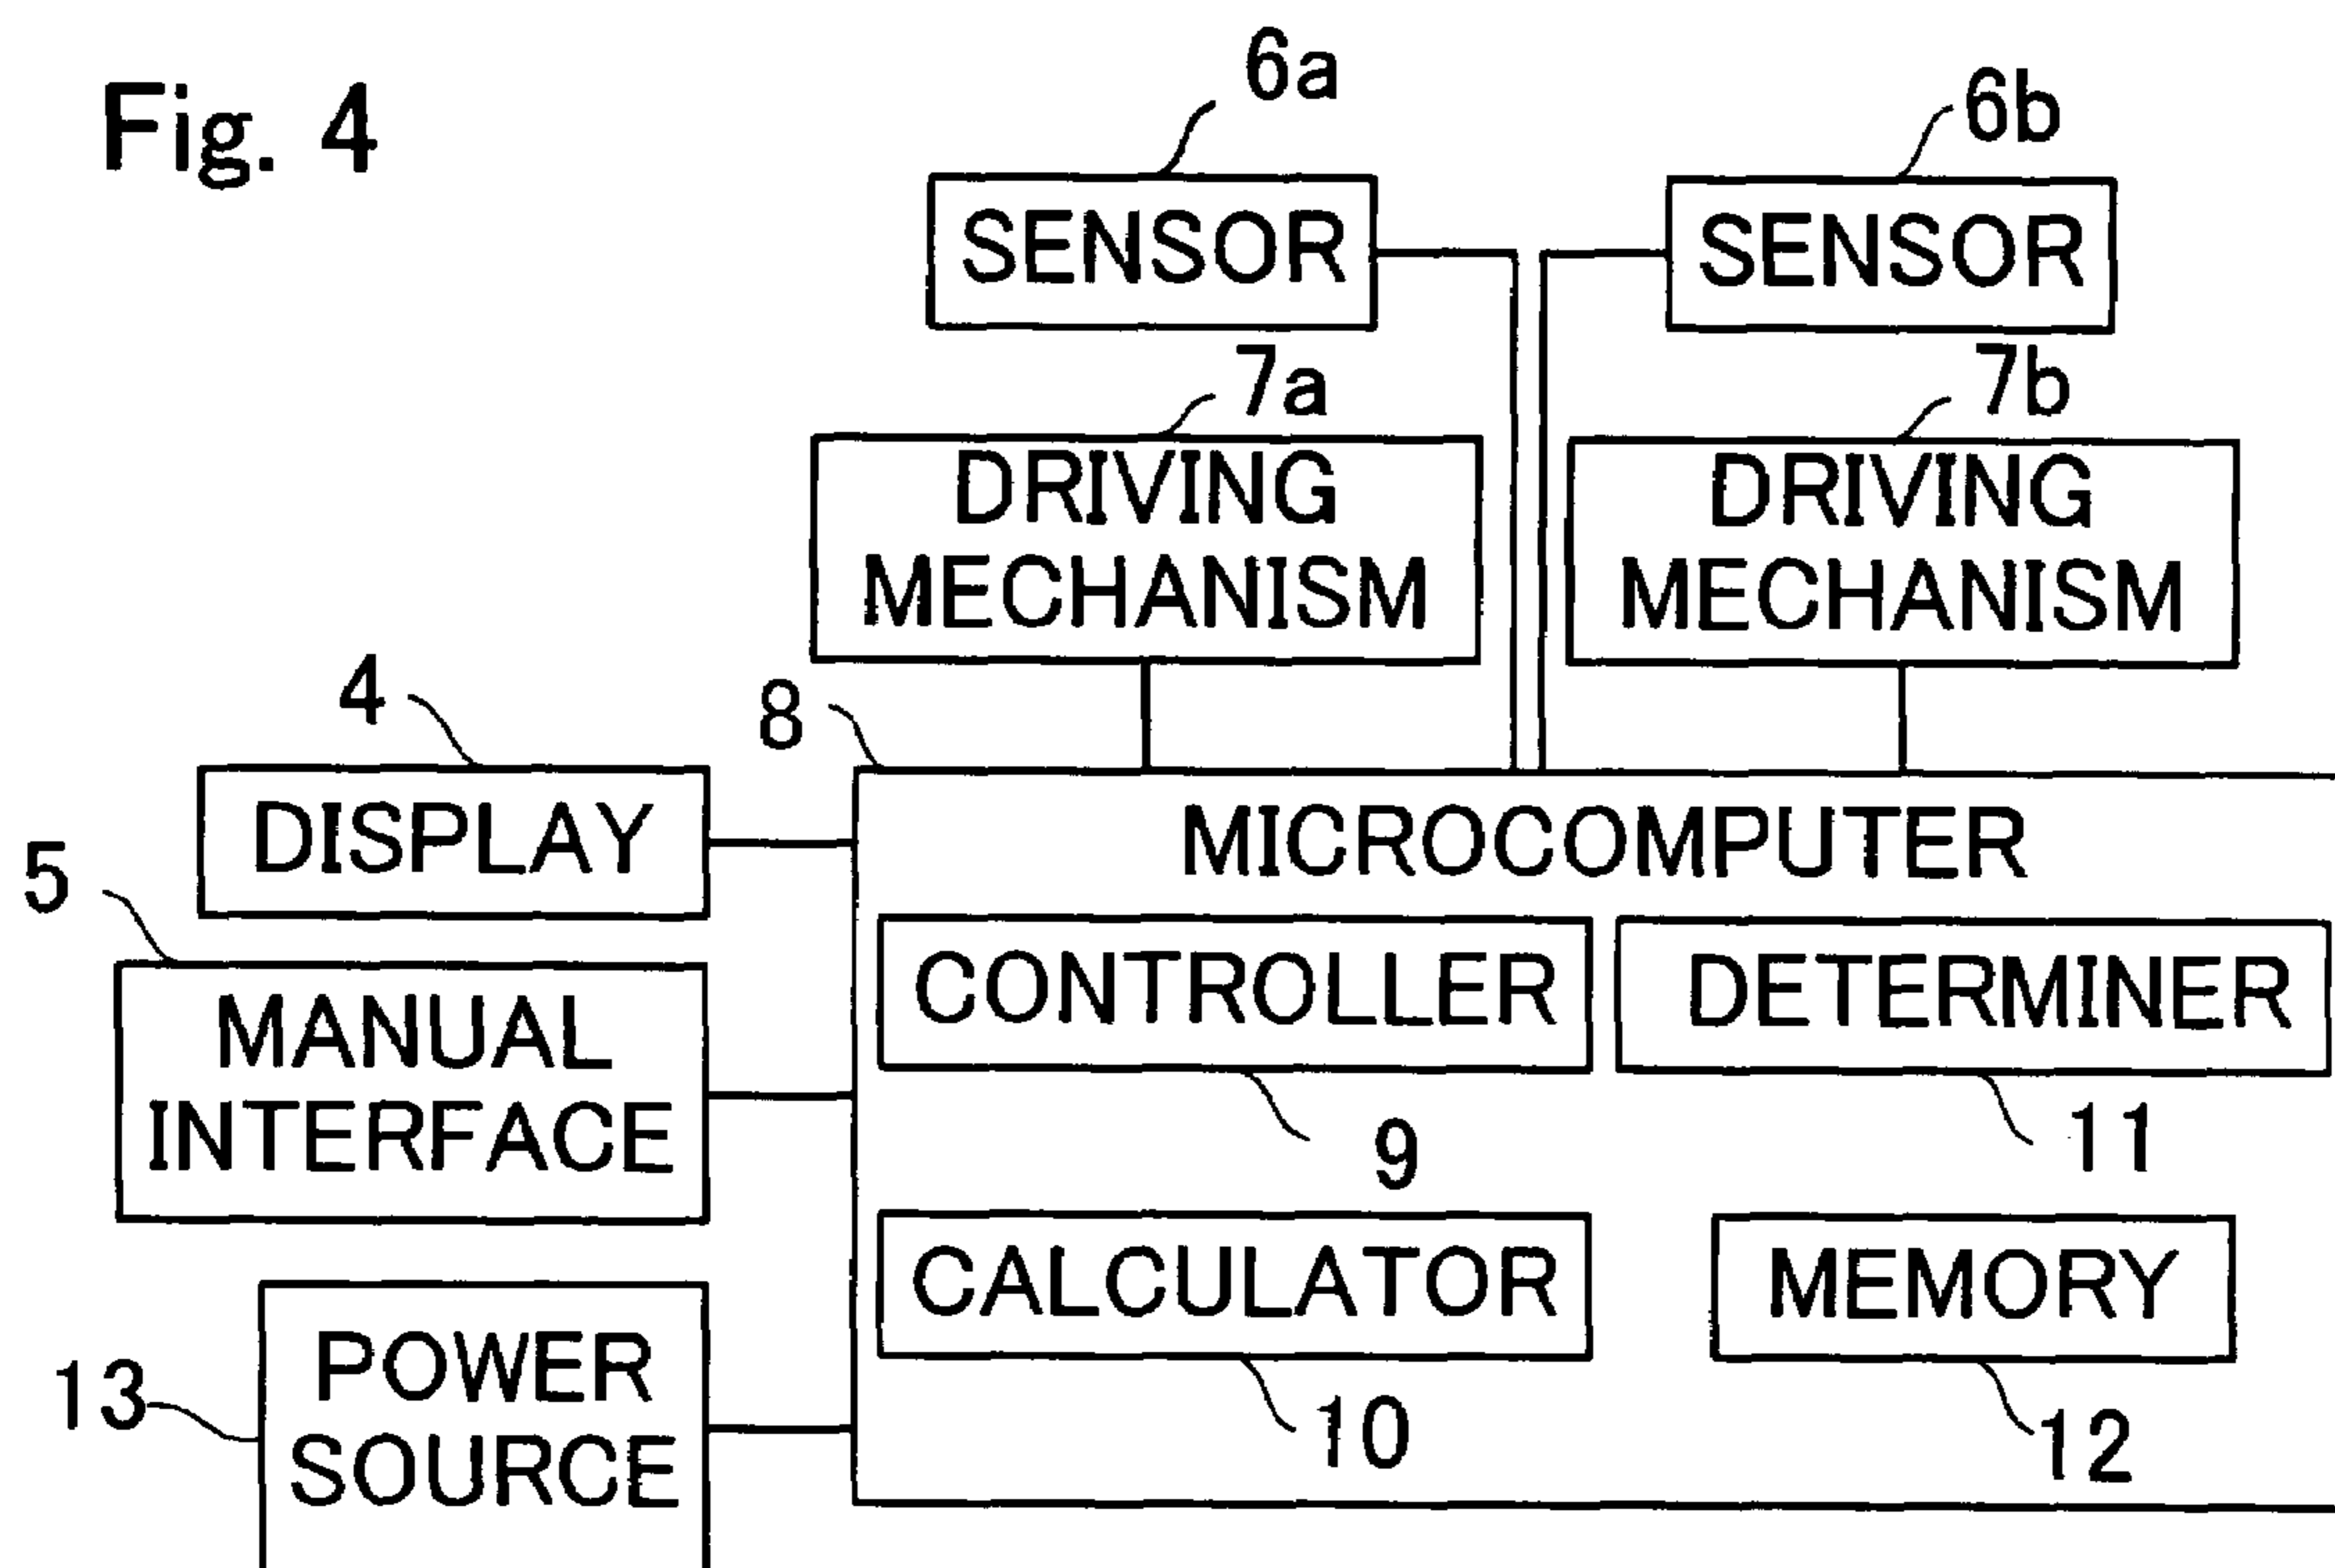 Fig. 4
6a
6b
SENSOR
SENSOR
7a
7b
DRIVING
MECHANISM
DRIVING
MECHANISM
4
8
DISPLAY
MICROCOMPUTER
5
MANUAL
INTERFACE
CONTROLLER
DETERMINER
9
11
CALCULATOR
MEMORY
10
12
13
POWER
SOURCE